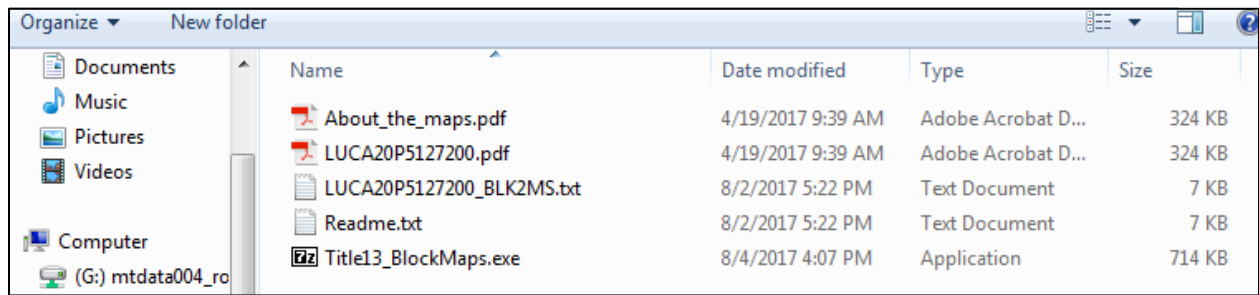 Organize New folder
Documents
Music
Pictures
Videos
Computer
(G:) mtdata004_ro
Name Date modified Type Size
About_the_maps.pdf 4/19/2017 9:39 AM Adobe Acrobat D... 324 KB
LUCA20P5127200.pdf 4/19/2017 9:39 AM Adobe Acrobat D... 324 KB
LUCA20P5127200_BLK2MS.txt 8/2/2017 5:22 PM Text Document 7 KB
Readme.txt 8/2/2017 5:22 PM Text Document 7 KB
Title13_BlockMaps.exe 8/4/2017 4:07 PM Application 714 KB